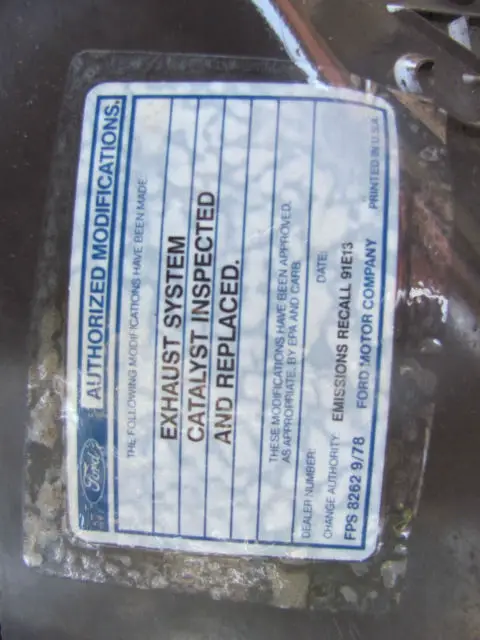 Ford AUTHORIZED MODIFICATIONS.
THE FOLLOWING MODIFICATIONS HAVE BEEN MADE
EXHAUST SYSTEM
CATALYST INSPECTED
AND REPLACED.
THESE MODIFICATIONS HAVE BEEN APPROVED,
AS APPROPRIATE, BY EPA AND CARB.
DEALER NUMBER: DATE:
CHANGE AUTHORITY EMISSIONS RECALL 91E13
FPS 8262 9/78 FORD MOTOR COMPANY PRINTED IN U.S.A.